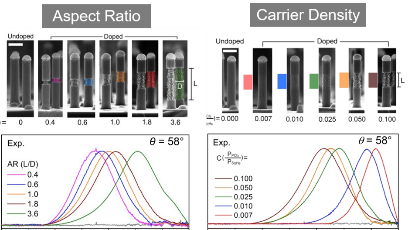 Aspect Ratio
Undoped
Doped
L
D
= 0 0.4 0.6 1.0 1.8 3.6
Exp.
θ = 58°
AR (L/D)
0.4
0.6
1.0
1.8
3.6
Carrier Density
Undoped
Doped
L
= 0.000 0.007 0.010 0.025 0.050 0.100
Exp.
θ = 58°
0.100
0.050
0.025
0.010
0.007